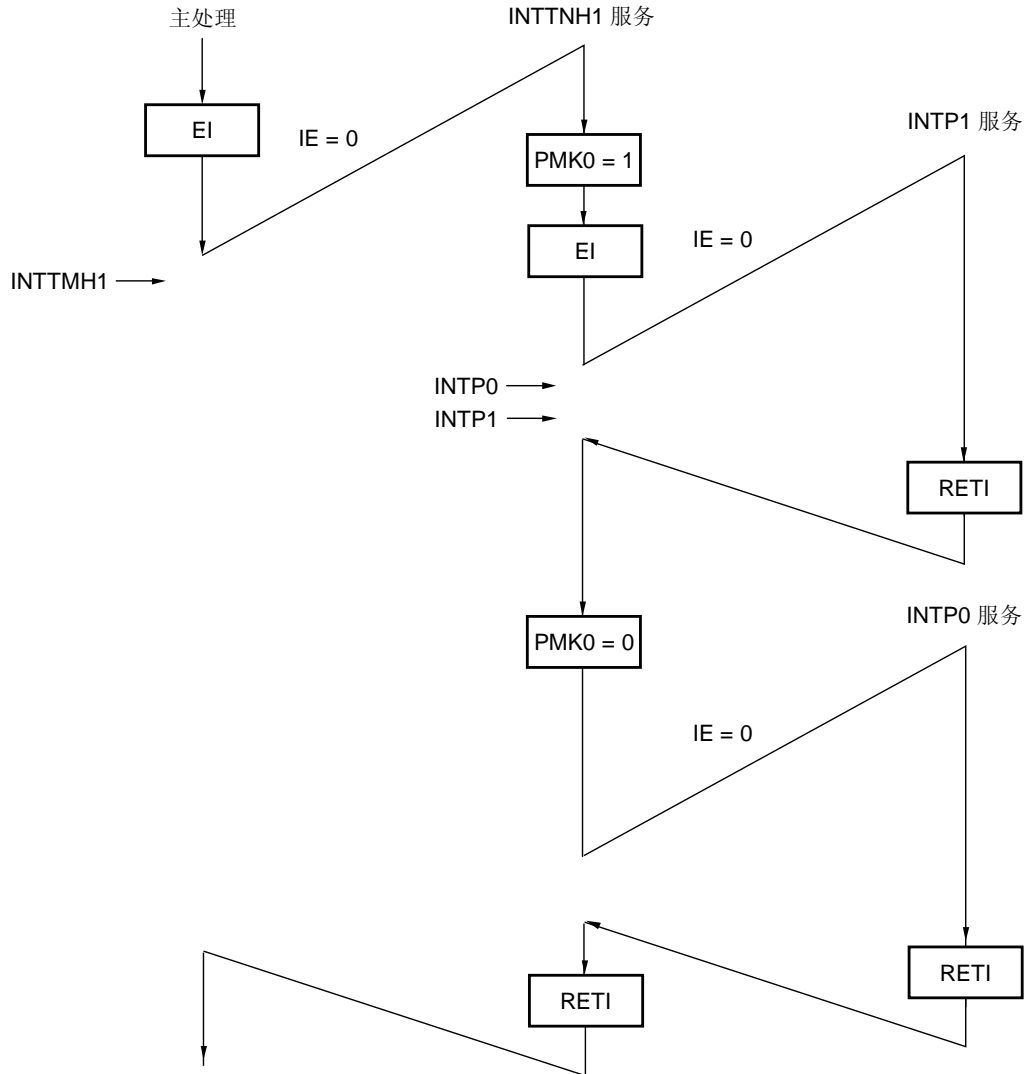 主处理
INTTNH1 服务
EI
IE = 0
INTP1 服务
PMK0 = 1
EI
IE = 0
INTTMH1
INTP0
INTP1
RETI
INTP0 服务
PMK0 = 0
IE = 0
RETI
RETI